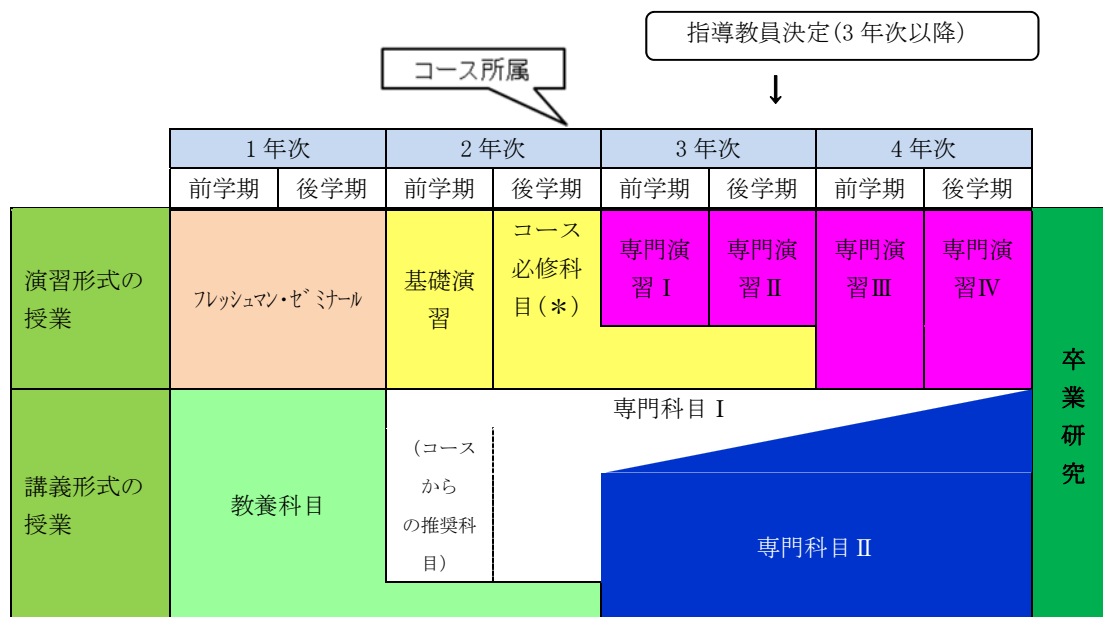 指導教員決定(3年次以降)
コース所属
↓
1年次
2年次
3年次
4年次
前学期
後学期
前学期
後学期
前学期
後学期
前学期
後学期
演習形式の
授業
フレッシュマン・ゼミナール
基礎演
習
コース
必修科
目(*)
専門演
習Ⅰ
専門演
習Ⅱ
専門演
習Ⅲ
専門演
習Ⅳ
卒
業
研
究
講義形式の
授業
教養科目
専門科目Ⅰ
(コース
から
の推奨科
目)
専門科目Ⅱ